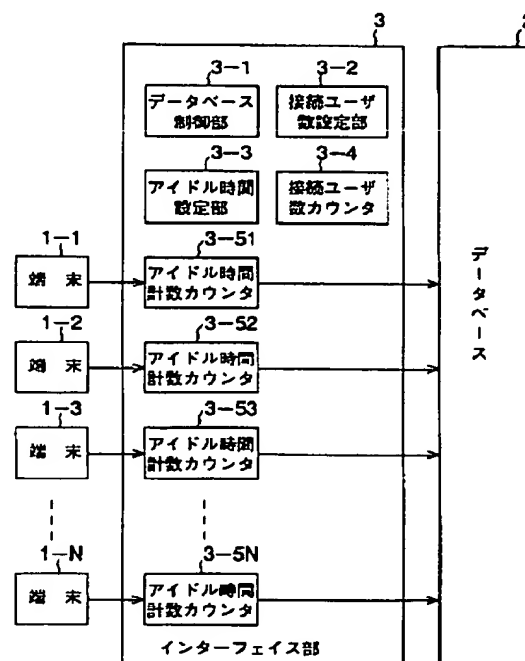 3
3-1
3-2
データベース
制御部
接続ユーザ
数設定部
3-3
3-4
アイドル時間
設定部
接続ユーザ
数カウンタ
1-1
3-51
端 末
アイドル時間
計数カウンタ
1-2
3-52
端 末
アイドル時間
計数カウンタ
1-3
3-53
端 末
アイドル時間
計数カウンタ
1-N
3-5N
端 末
アイドル時間
計数カウンタ
インターフェイス部
データベース